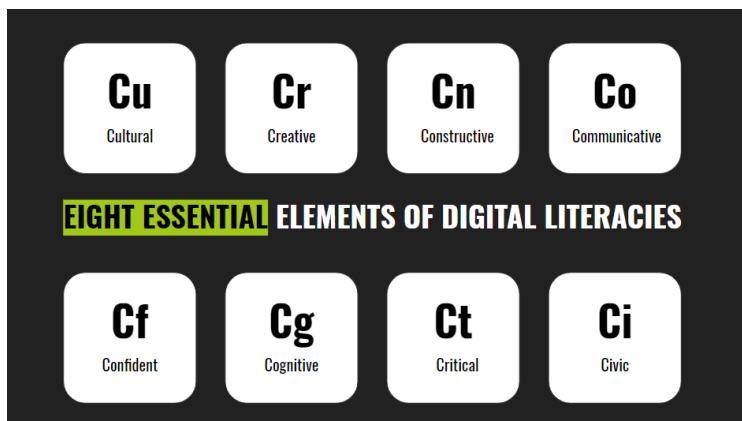 Cu Cr Cn Co
Cultural Creative Constructive Communicative
EIGHT ESSENTIAL ELEMENTS OF DIGITAL LITERACIES
Cf Cg Ct Ci
Confident Cognitive Critical Civic